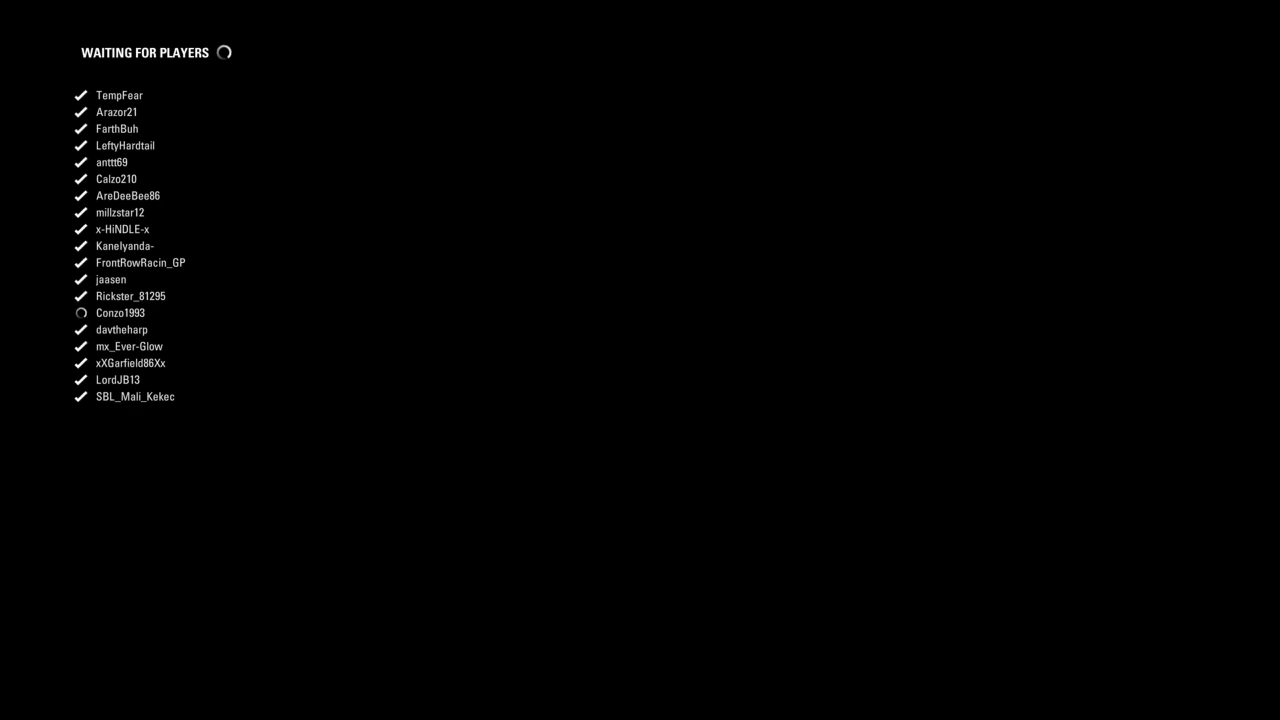 WAITING FOR PLAYERS
TempFear
Arazor21
FarthBuh
LeftyHardtail
anttt69
Calzo210
AreDeeBee86
millzstar12
x-HiNDLE-x
Kanelyanda-
FrontRowRacin_GP
jaasen
Rickster_81295
Conzo1993
davtheharp
mx_Ever-Glow
xXGarfield86Xx
LordJB13
SBL_Mali_Kekec